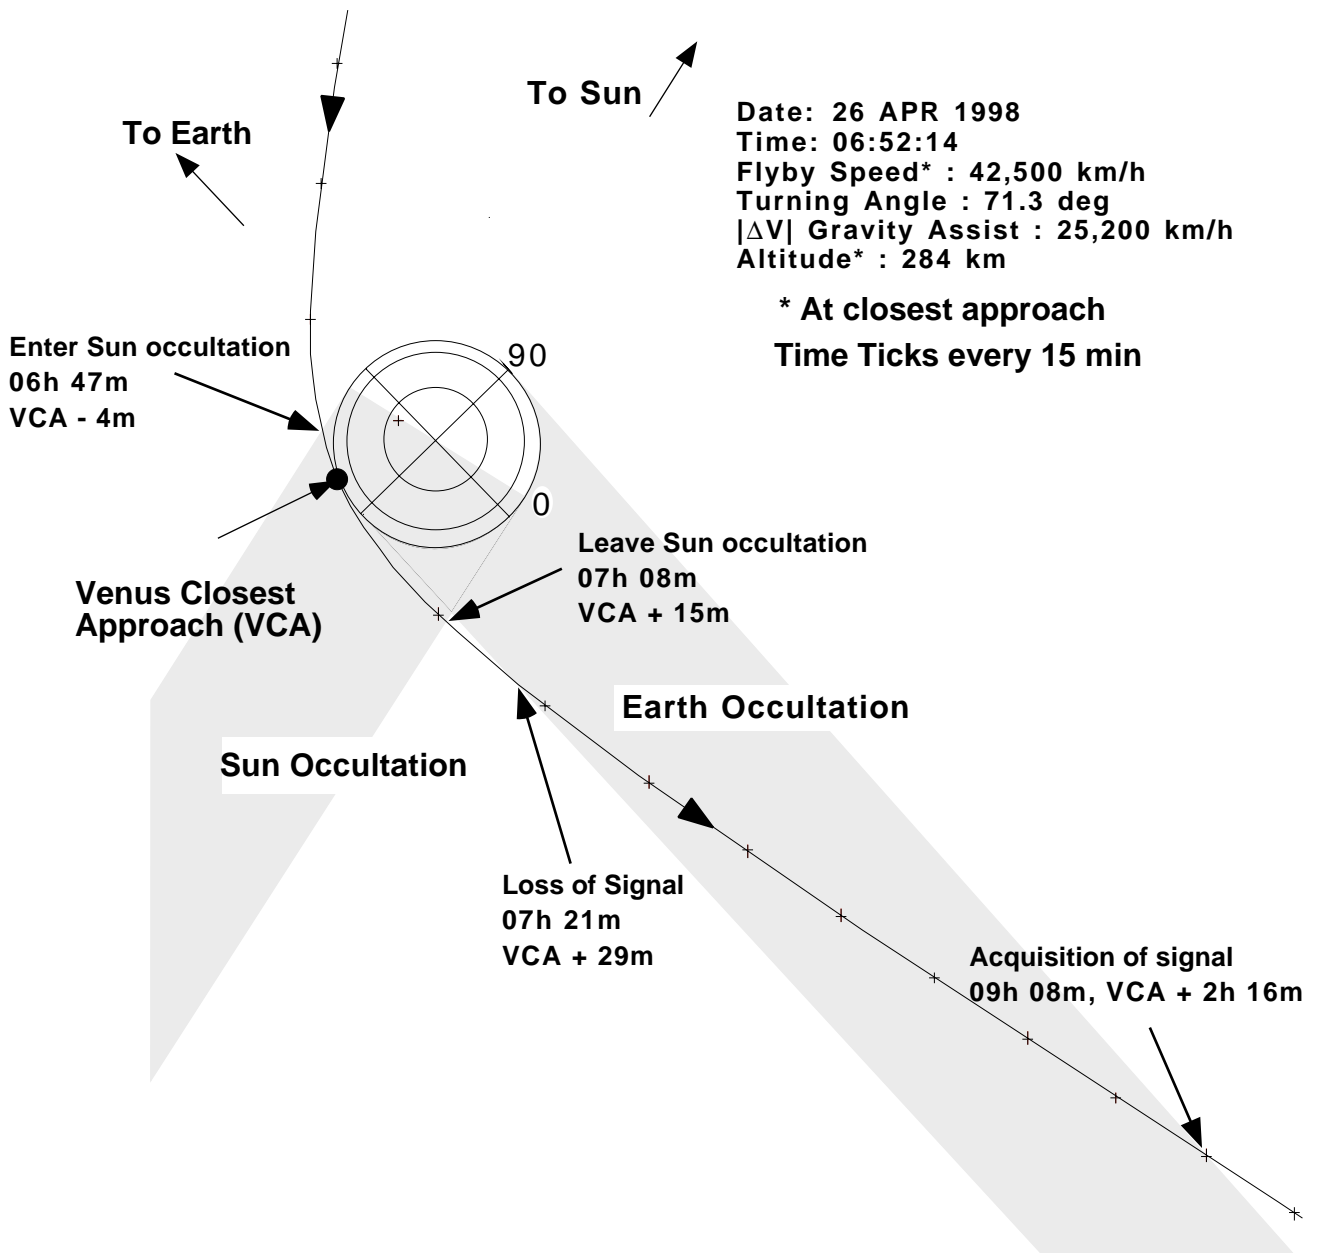 To Sun
To Earth
Date: 26 APR 1998
Time: 06:52:14
Flyby Speed* : 42,500 km/h
Turning Angle : 71.3 deg
|ΔV| Gravity Assist : 25,200 km/h
Altitude* : 284 km
* At closest approach
Time Ticks every 15 min
Enter Sun occultation
06h 47m
VCA - 4m
90
0
Leave Sun occultation
07h 08m
VCA + 15m
Venus Closest
Approach (VCA)
Earth Occultation
Sun Occultation
Loss of Signal
07h 21m
VCA + 29m
Acquisition of signal
09h 08m, VCA + 2h 16m